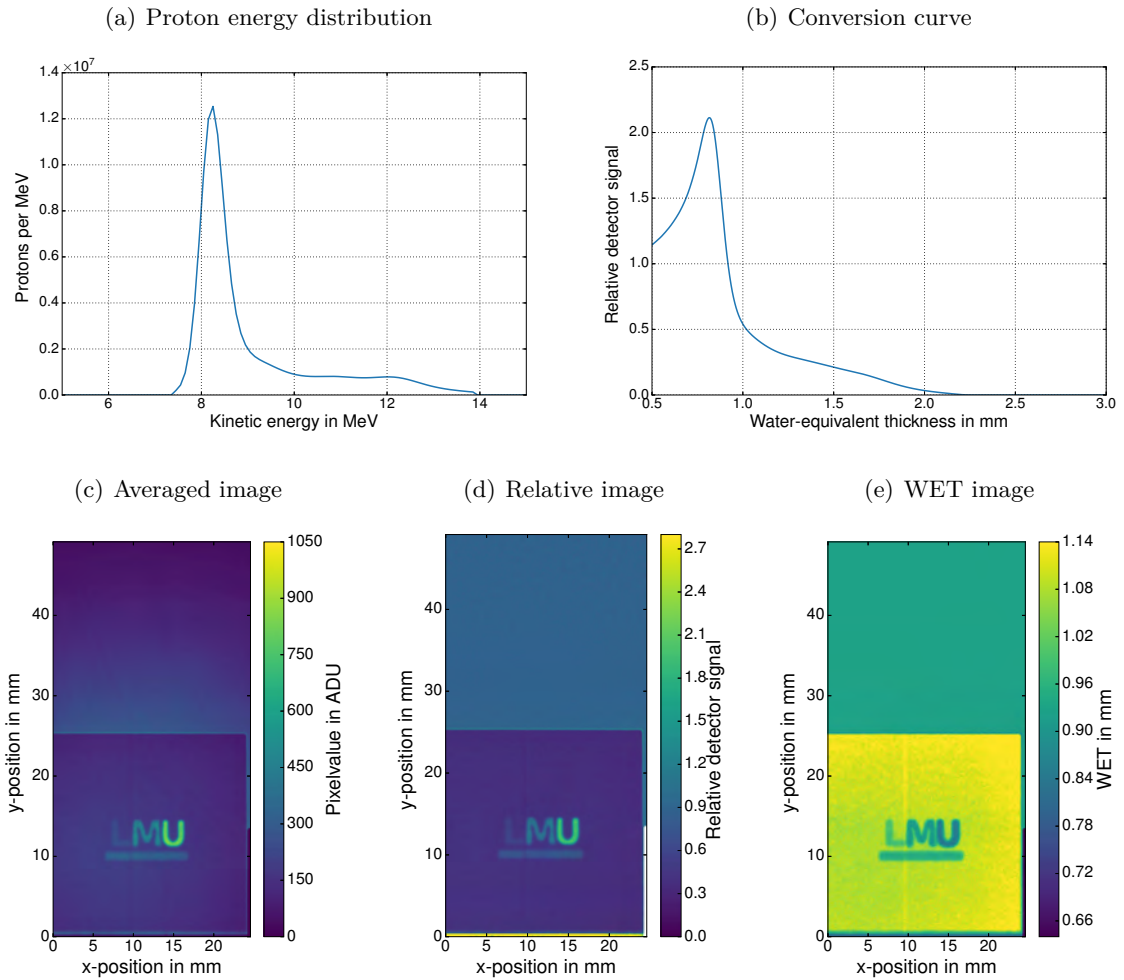 (a) Proton energy distribution
(b) Conversion curve
1.4 ×10⁷
1.2
1.0
0.8
0.6
0.4
0.2
0.0
Protons per MeV
6 8 10 12 14
Kinetic energy in MeV
2.5
2.0
1.5
1.0
0.5
0.0
Relative detector signal
0.5 1.0 1.5 2.0 2.5 3.0
Water-equivalent thickness in mm
(c) Averaged image
(d) Relative image
(e) WET image
40
30
20
10
0
y-position in mm
LMU
0 5 10 15 20
x-position in mm
1050
900
750
600
450
300
150
0
Pixelvalue in ADU
40
30
20
10
0
y-position in mm
LMU
0 5 10 15 20
x-position in mm
2.7
2.4
2.1
1.8
1.5
1.2
0.9
0.6
0.3
0.0
Relative detector signal
40
30
20
10
0
y-position in mm
LMU
0 5 10 15 20
x-position in mm
1.14
1.08
1.02
0.96
0.90
0.84
0.78
0.72
0.66
WET in mm